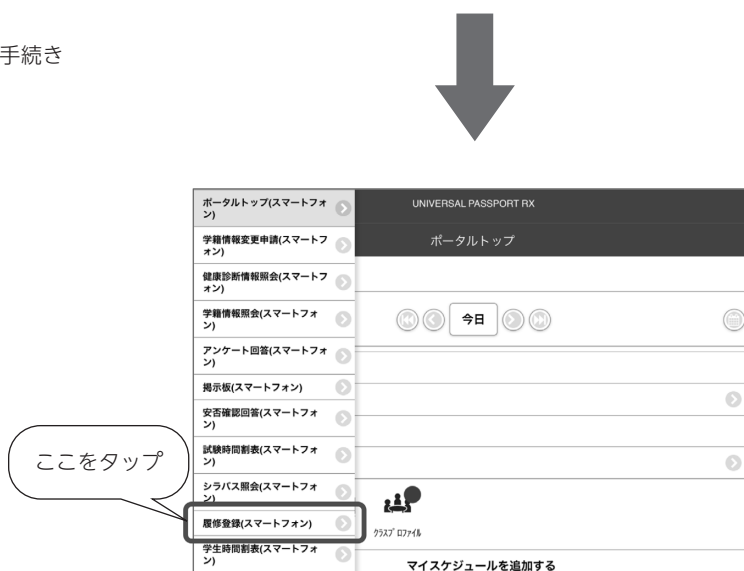 手続き
ポータルトップ(スマートフォ
ン)
学籍情報変更申請(スマートフ
ォン)
健康診断情報照会(スマートフ
ォン)
学籍情報照会(スマートフォ
ン)
アンケート回答(スマートフォ
ン)
掲示板(スマートフォン)
安否確認回答(スマートフォ
ン)
試験時間割表(スマートフォ
ン)
シラバス照会(スマートフォ
ン)
履修登録(スマートフォン)
学生時間割表(スマートフォ
ン)
ここをタップ
UNIVERSAL PASSPORT RX
ポータルトップ
今日
クラスプロファイル
マイスケジュールを追加する